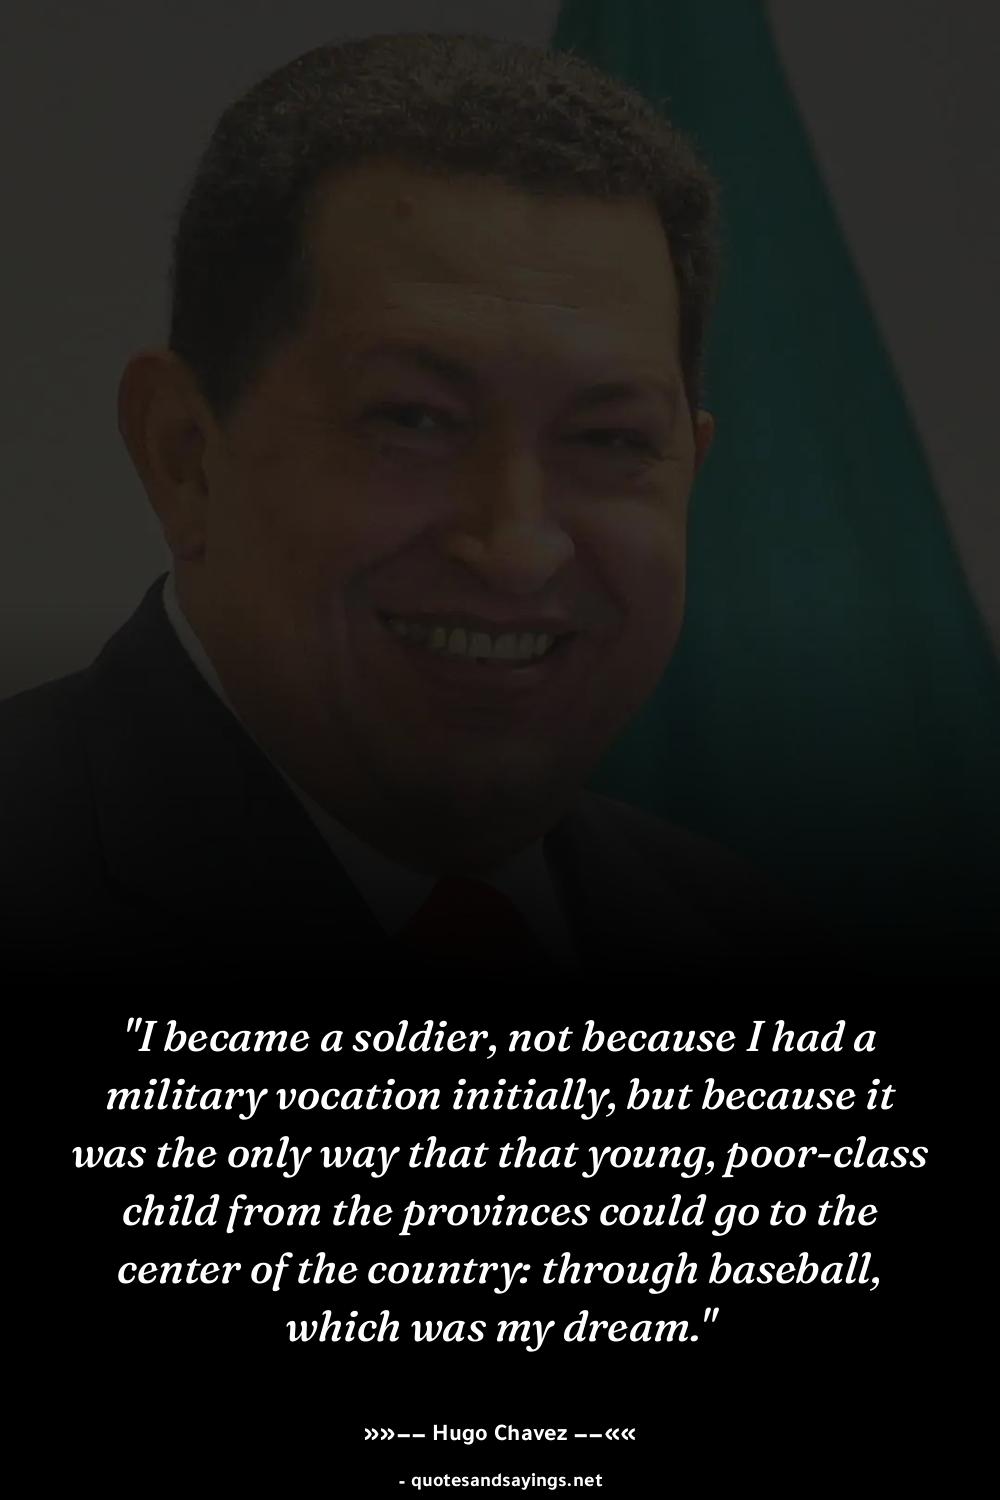 "I became a soldier, not because I had a
military vocation initially, but because it
was the only way that that young, poor-class
child from the provinces could go to the
center of the country: through baseball,
which was my dream."
»»–– Hugo Chavez ––««
- quotesandsayings.net